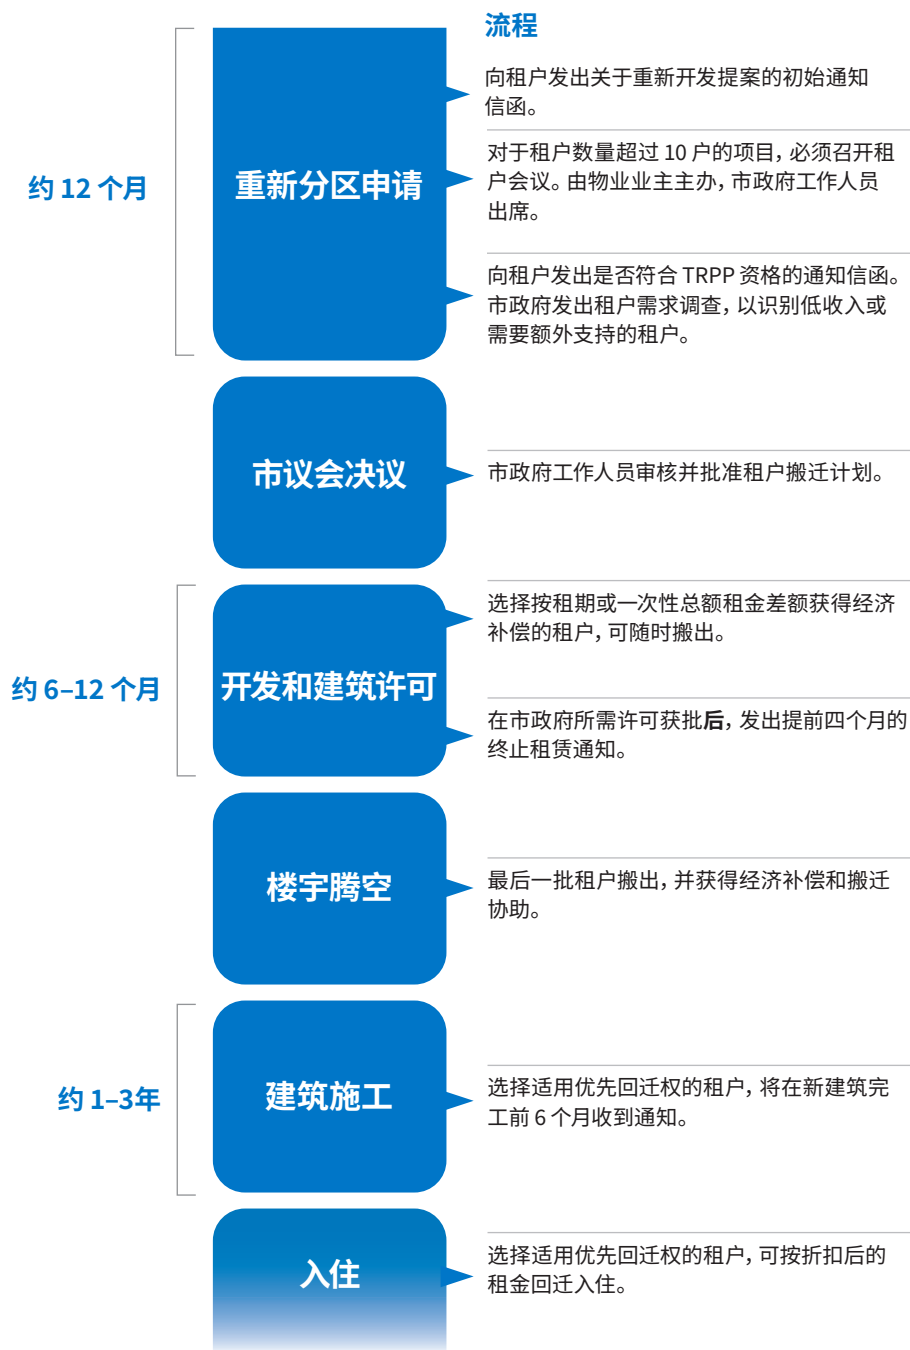 流程
约 12 个月
重新分区申请
向租户发出关于重新开发提案的初始通知
信函。
对于租户数量超过 10 户的项目，必须召开租
户会议。由物业业主主办，市政府工作人员
出席。
向租户发出是否符合 TRPP 资格的通知信函。
市政府发出租户需求调查，以识别低收入或
需要额外支持的租户。
市议会决议
市政府工作人员审核并批准租户搬迁计划。
约 6–12 个月
开发和建筑许可
选择按租期或一次性总额租金差额获得经济
补偿的租户，可随时搬出。
在市政府所需许可获批后，发出提前四个月的
终止租赁通知。
楼宇腾空
最后一批租户搬出，并获得经济补偿和搬迁
协助。
约 1–3年
建筑施工
选择适用优先回迁权的租户，将在新建筑完
工前 6 个月收到通知。
入住
选择适用优先回迁权的租户，可按折扣后的
租金回迁入住。